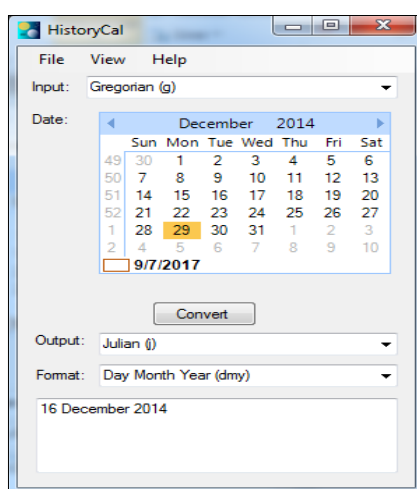 HistoryCal
File View Help
Input: Gregorian (g)
Date: December 2014
Sun Mon Tue Wed Thu Fri Sat
49 30 1 2 3 4 5 6
50 7 8 9 10 11 12 13
51 14 15 16 17 18 19 20
52 21 22 23 24 25 26 27
1 28 29 30 31 1 2 3
2 4 5 6 7 8 9 10
9/7/2017
Convert
Output: Julian (j)
Format: Day Month Year (dmy)
16 December 2014